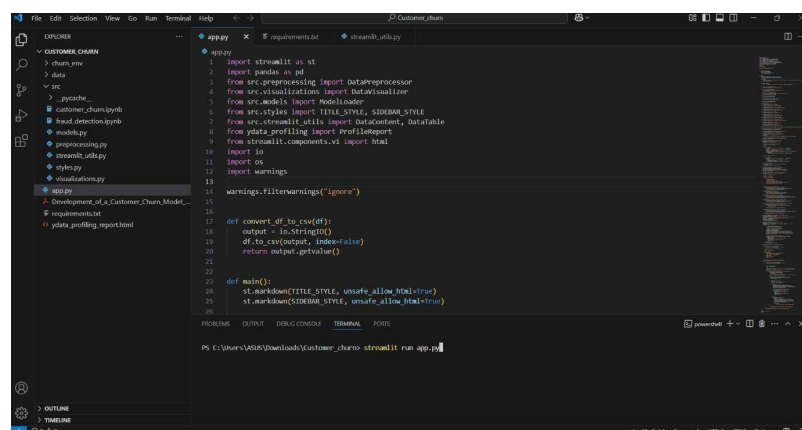 File Edit Selection View Go Run Terminal Help
Customer_churn
EXPLORER
CUSTOMER_CHURN
churn_env
data
src
__pycache__
customer_churn.ipynb
fraud_detection.ipynb
models.py
preprocessing.py
streamlit_utils.py
styles.py
visualizations.py
app.py
Development_of_a_Customer_Churn_Model_...
requirements.txt
ydata_profiling_report.html
OUTLINE
TIMELINE
app.py requirements.txt streamlit_utils.py
app.py
1 import streamlit as st
2 import pandas as pd
3 from src.preprocessing import DataPreprocessor
4 from src.visualizations import DataVisualizer
5 from src.models import ModelLoader
6 from src.styles import TITLE_STYLE, SIDEBAR_STYLE
7 from src.streamlit_utils import DataContent, DataTable
8 from ydata_profiling import ProfileReport
9 from streamlit.components.v1 import html
10 import io
11 import os
12 import warnings
13
14 warnings.filterwarnings("ignore")
15
16
17 def convert_df_to_csv(df):
18 output = io.StringIO()
19 df.to_csv(output, index=False)
20 return output.getvalue()
21
22
23 def main():
24 st.markdown(TITLE_STYLE, unsafe_allow_html=True)
25 st.markdown(SIDEBAR_STYLE, unsafe_allow_html=True)
26
PROBLEMS OUTPUT DEBUG CONSOLE TERMINAL PORTS
powershell
PS C:\Users\ASUS\Downloads\Customer_churn> streamlit run app.py